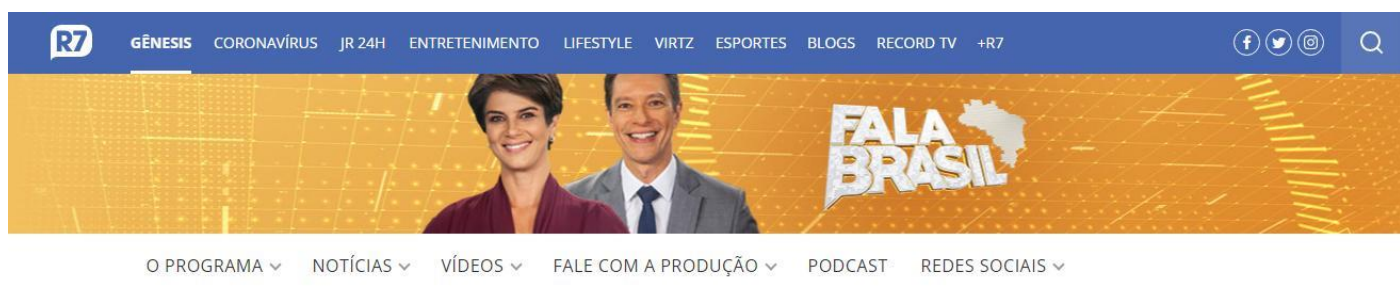 R7 GÊNESIS CORONAVÍRUS JR 24H ENTRETENIMENTO LIFESTYLE VIRTZ ESPORTES BLOGS RECORD TV +R7
FALA
BRASIL
O PROGRAMA NOTÍCIAS VÍDEOS FALE COM A PRODUÇÃO PODCAST REDES SOCIAIS